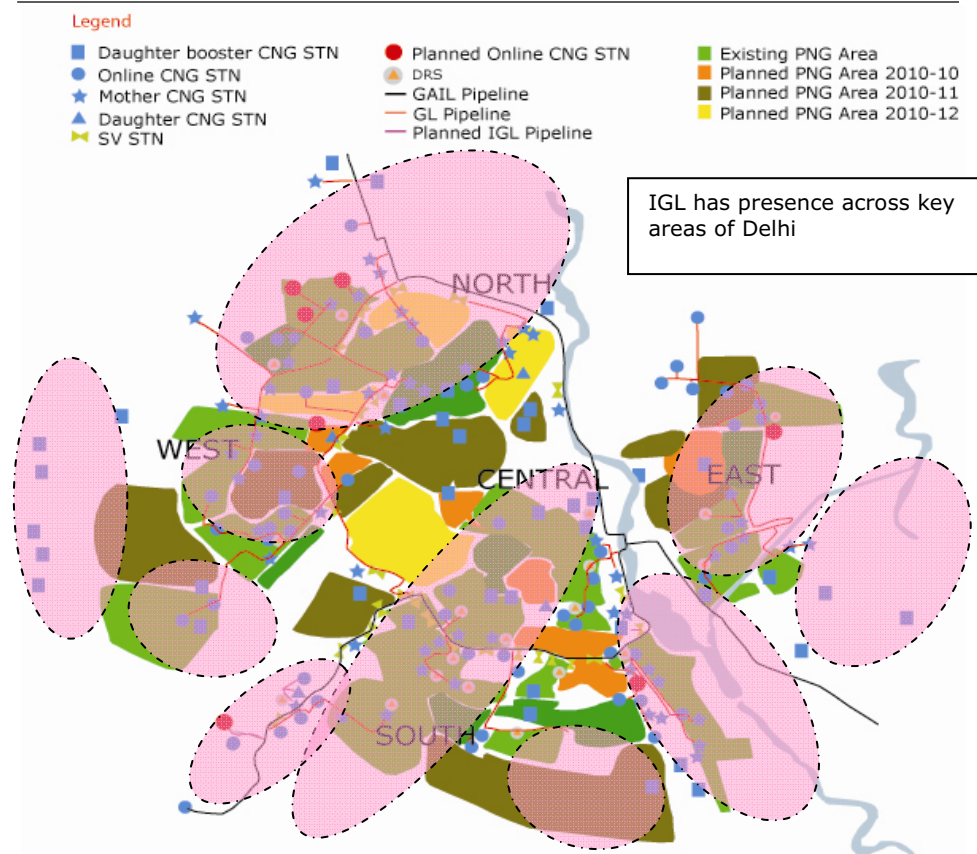 Legend
Daughter booster CNG STN
Online CNG STN
Mother CNG STN
Daughter CNG STN
SV STN
Planned Online CNG STN
DRS
GAIL Pipeline
GL Pipeline
Planned IGL Pipeline
Existing PNG Area
Planned PNG Area 2010-10
Planned PNG Area 2010-11
Planned PNG Area 2010-12
IGL has presence across key
areas of Delhi
NORTH
WEST
CENTRAL
EAST
SOUTH